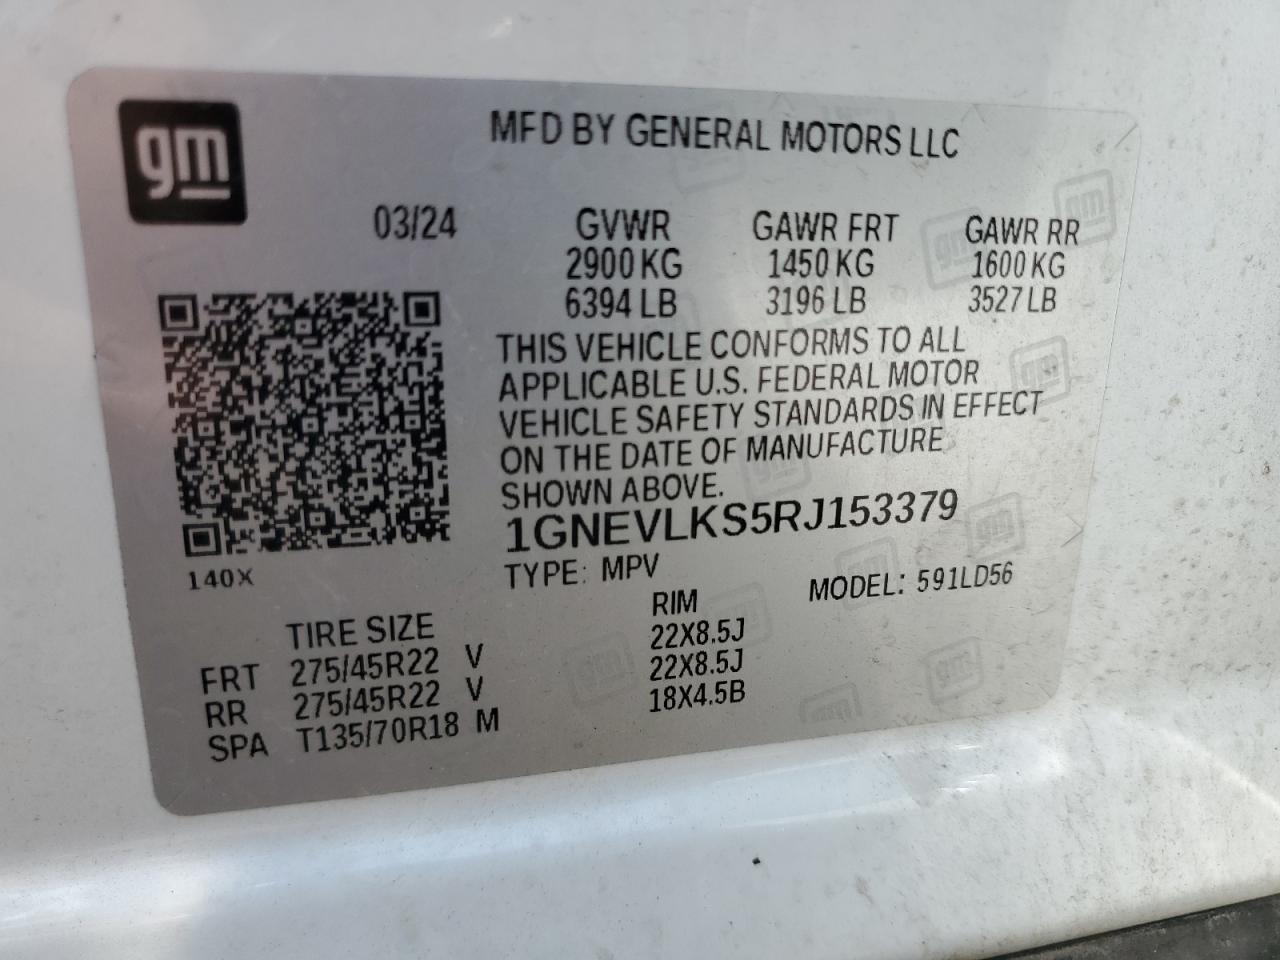 gm
MFD BY GENERAL MOTORS LLC
03/24 GVWR GAWR FRT GAWR RR
2900 KG 1450 KG 1600 KG
6394 LB 3196 LB 3527 LB
THIS VEHICLE CONFORMS TO ALL
APPLICABLE U.S. FEDERAL MOTOR
VEHICLE SAFETY STANDARDS IN EFFECT
ON THE DATE OF MANUFACTURE
SHOWN ABOVE.
1GNEVLKS5RJ153379
140X
TYPE: MPV MODEL: 591LD56
TIRE SIZE RIM
FRT 275/45R22 V 22X8.5J
RR 275/45R22 V 22X8.5J
SPA T135/70R18 M 18X4.5B